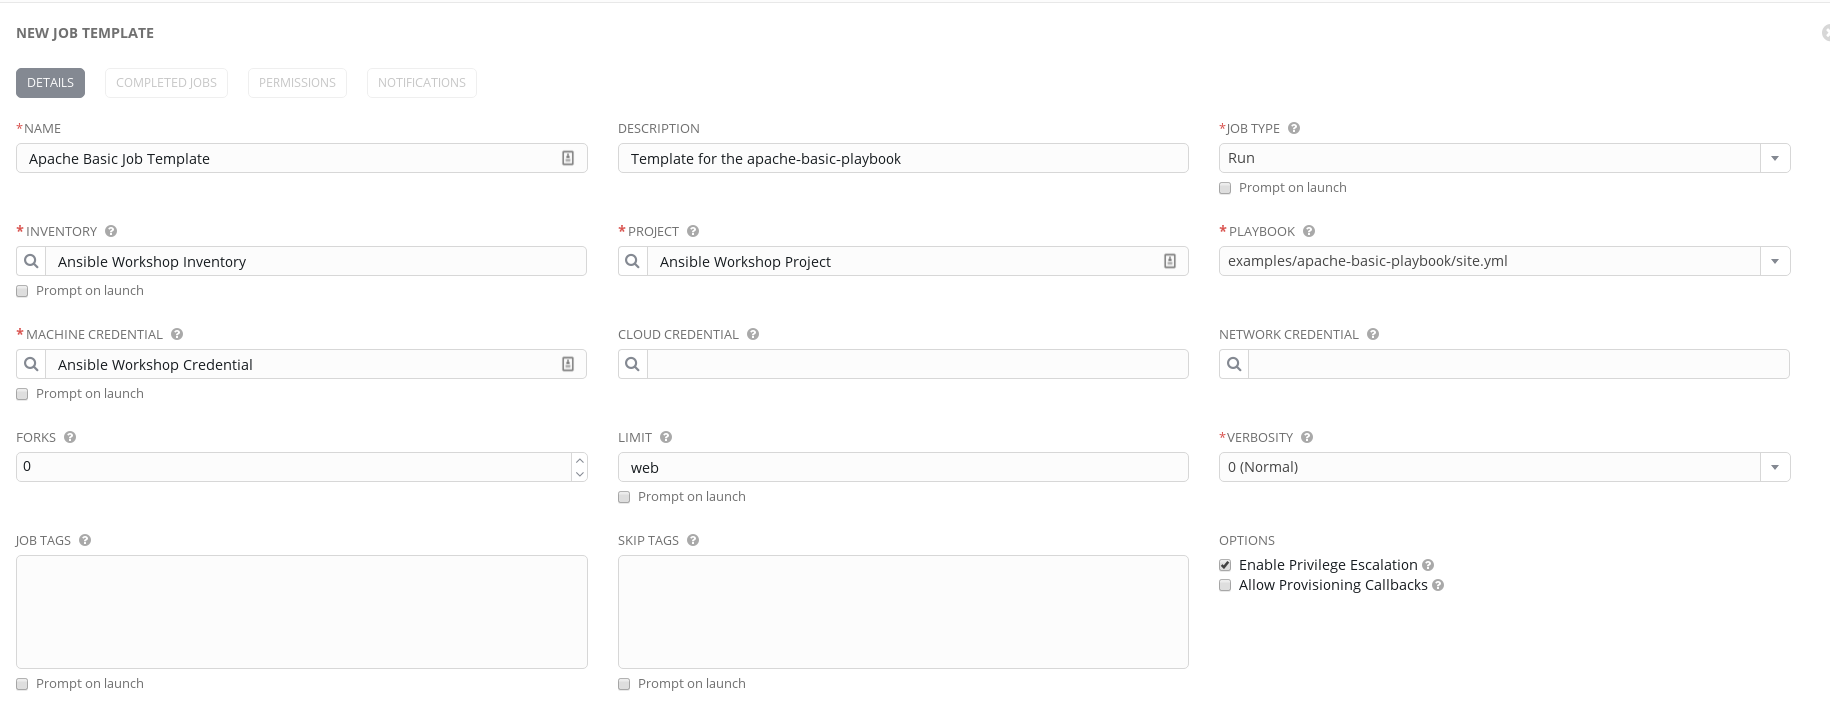 NEW JOB TEMPLATE
DETAILS COMPLETED JOBS PERMISSIONS NOTIFICATIONS
*NAME DESCRIPTION *JOB TYPE ?
Apache Basic Job Template Template for the apache-basic-playbook Run
Prompt on launch
* INVENTORY ? * PROJECT ? * PLAYBOOK ?
Ansible Workshop Inventory Ansible Workshop Project examples/apache-basic-playbook/site.yml
Prompt on launch
* MACHINE CREDENTIAL ? CLOUD CREDENTIAL ? NETWORK CREDENTIAL ?
Ansible Workshop Credential
Prompt on launch
FORKS ? LIMIT ? *VERBOSITY ?
0 web 0 (Normal)
Prompt on launch
JOB TAGS ? SKIP TAGS ? OPTIONS
Enable Privilege Escalation ?
Allow Provisioning Callbacks ?
Prompt on launch Prompt on launch